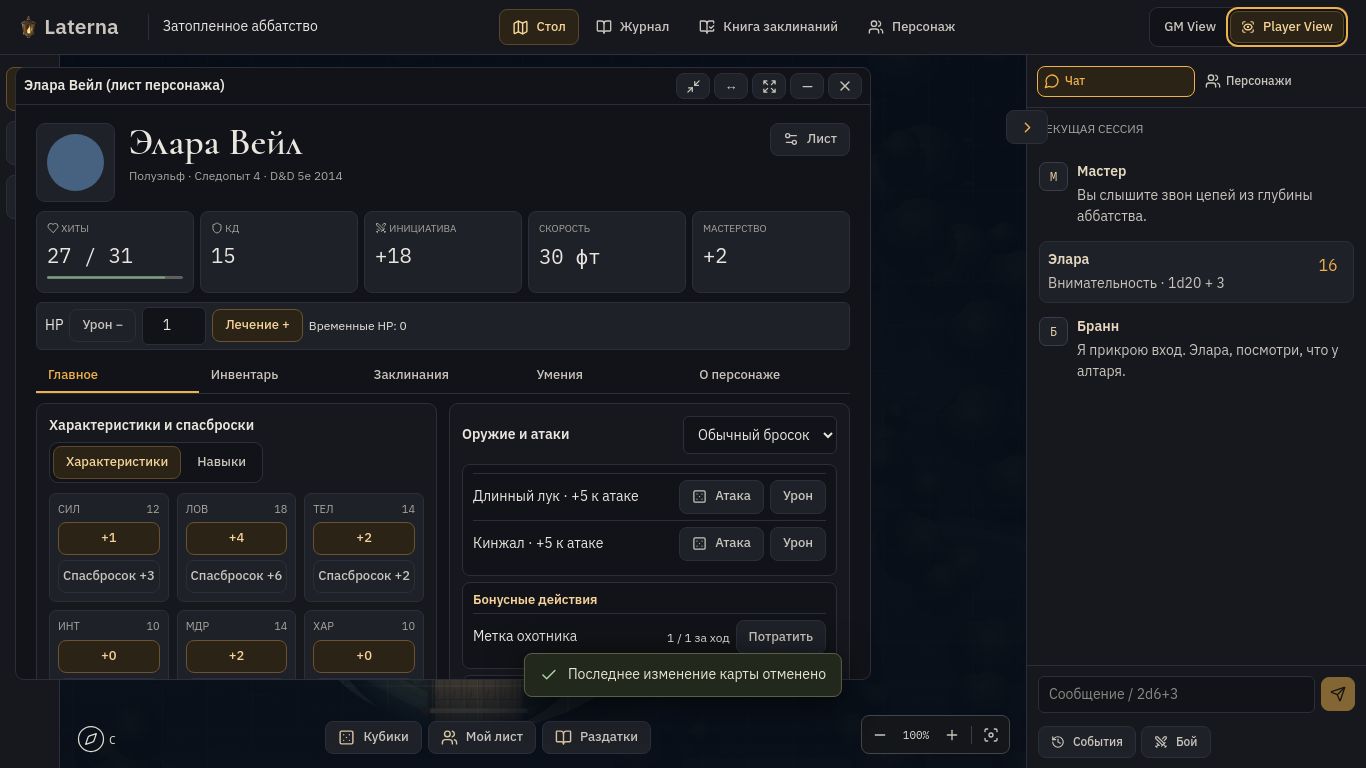 Laterna
Затопленное аббатство
Стол
Журнал
Книга заклинаний
Персонаж
GM View
Player View
Элара Вейл (лист персонажа)
Элара Вейл
Полуэльф · Следопыт 4 · D&D 5e 2014
Лист
ХИТЫ
27 / 31
КД
15
ИНИЦИАТИВА
+18
СКОРОСТЬ
30 фт
МАСТЕРСТВО
+2
HP
Урон −
1
Лечение +
Временные HP: 0
Главное
Инвентарь
Заклинания
Умения
О персонаже
Характеристики и спасброски
Характеристики
Навыки
СИЛ 12
+1
Спасбросок +3
ЛОВ 18
+4
Спасбросок +6
ТЕЛ 14
+2
Спасбросок +2
ИНТ 10
+0
МДР 14
+2
ХАР 10
+0
Оружие и атаки
Обычный бросок
Длинный лук · +5 к атаке
Атака
Урон
Кинжал · +5 к атаке
Атака
Урон
Бонусные действия
Метка охотника
1 / 1 за ход
Потратить
Последнее изменение карты отменено
С
Кубики
Мой лист
Раздатки
100%
Чат
Персонажи
ЕКУЩАЯ СЕССИЯ
М
Мастер
Вы слышите звон цепей из глубины
аббатства.
Элара
Внимательность · 1d20 + 3
16
Б
Бранн
Я прикрою вход. Элара, посмотри, что у
алтаря.
Сообщение / 2d6+3
События
Бой